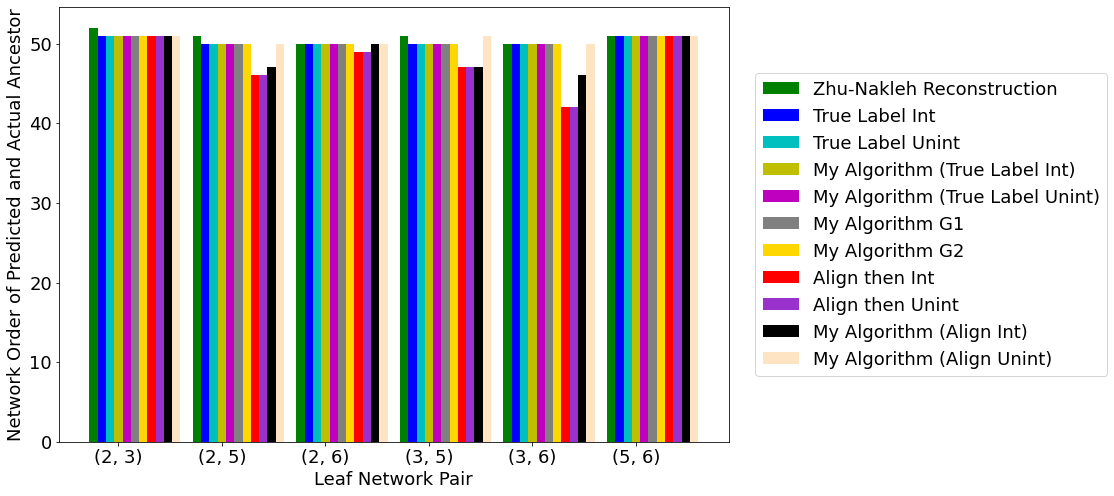 Network Order of Predicted and Actual Ancestor
50
40
30
20
10
0
(2, 3) (2, 5) (2, 6) (3, 5) (3, 6) (5, 6)
Leaf Network Pair
Zhu-Nakleh Reconstruction
True Label Int
True Label Unint
My Algorithm (True Label Int)
My Algorithm (True Label Unint)
My Algorithm G1
My Algorithm G2
Align then Int
Align then Unint
My Algorithm (Align Int)
My Algorithm (Align Unint)